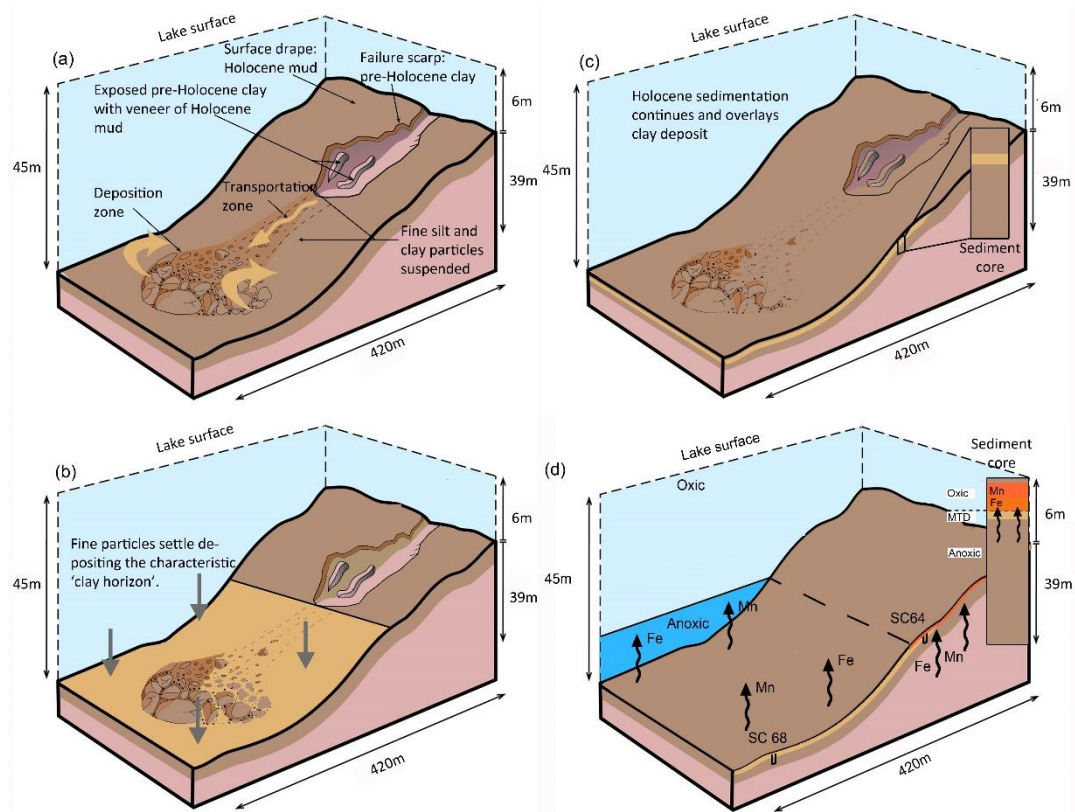 (a)
Lake surface
Surface drape:
Holocene mud
Failure scarp:
pre-Holocene clay
Exposed pre-Holocene clay
with veneer of Holocene
mud
6m
45m
39m
Deposition
zone
Transportation
zone
Fine silt and
clay particles
suspended
420m
(c)
Lake surface
Holocene sedimentation
continues and overlays
clay deposit
6m
45m
39m
Sediment
core
420m
(b)
Lake surface
Fine particles settle de-
positing the characteristic
‘clay horizon’.
6m
45m
39m
420m
(d)
Lake surface
Oxic
Sediment
core
Oxic
Mn
Fe
MTD
6m
Anoxic
45m
39m
Anoxic
Mn
Fe
SC64
Fe
Mn
Fe
Mn
SC 68
420m